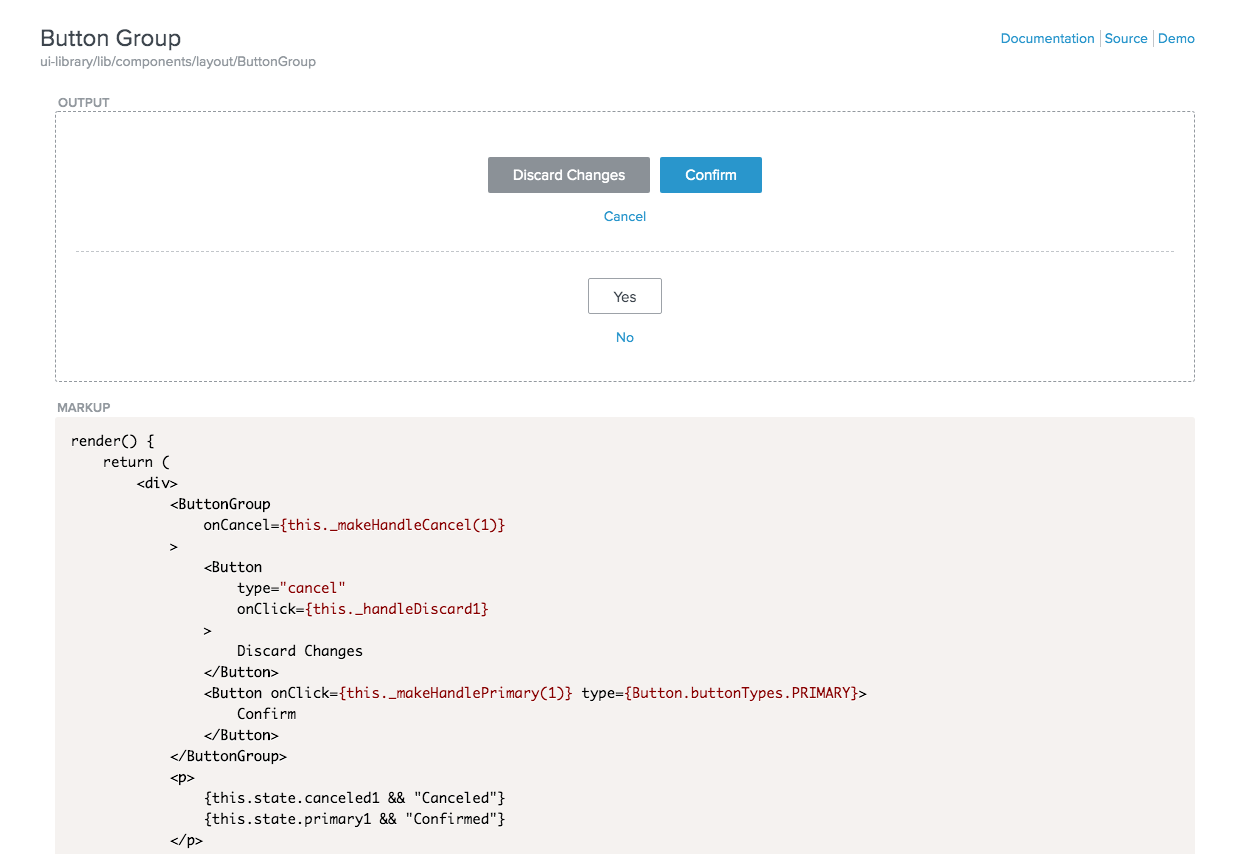 Button Group
Documentation Source Demo
ui-library/lib/components/layout/ButtonGroup
OUTPUT
Discard Changes Confirm
Cancel
Yes
No
MARKUP
render() {
    return (
        <div>
            <ButtonGroup
                onCancel={this._makeHandleCancel(1)}
            >
                <Button
                    type="cancel"
                    onClick={this._handleDiscard1}
                >
                    Discard Changes
                </Button>
                <Button onClick={this._makeHandlePrimary(1)} type={Button.buttonTypes.PRIMARY}>
                    Confirm
                </Button>
            </ButtonGroup>
            <p>
                {this.state.canceled1 && "Canceled"}
                {this.state.primary1 && "Confirmed"}
            </p>